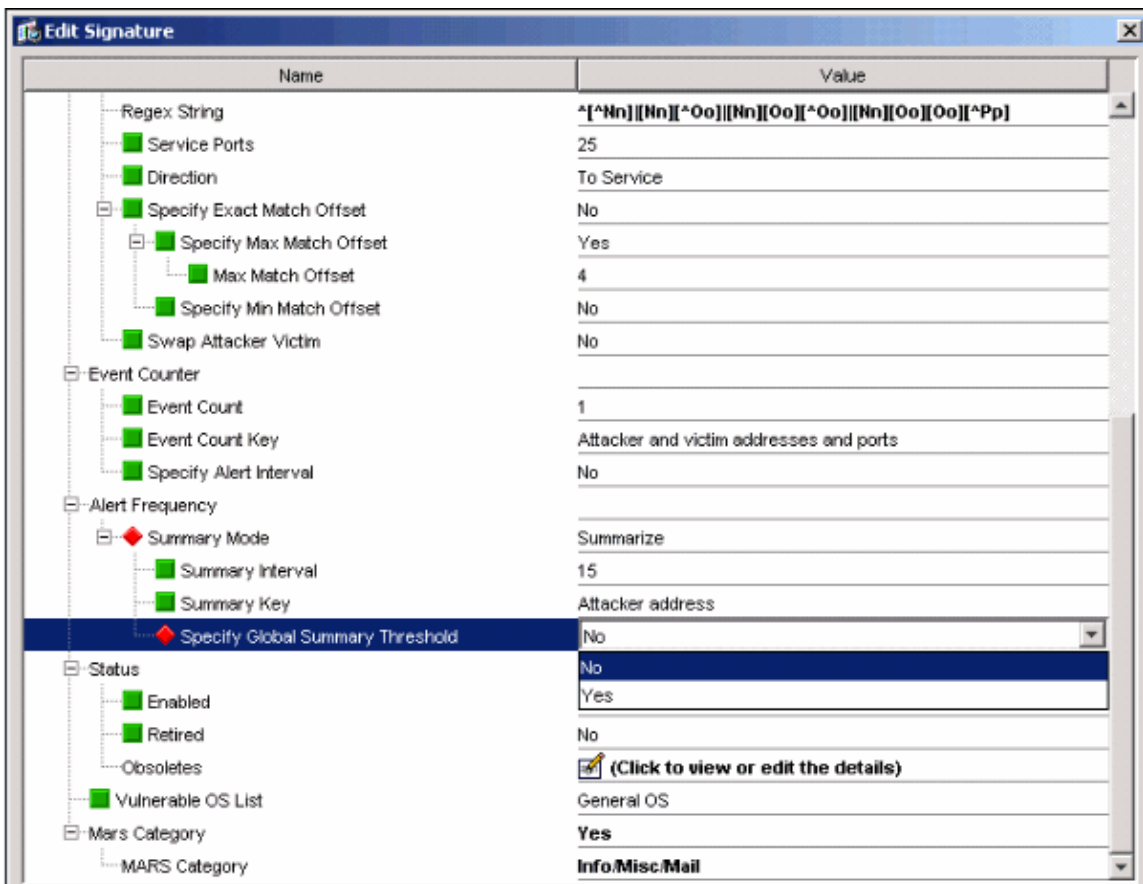 Edit Signature
Name Value
Regex String ^[^Nn]|[Nn][^Oo]|[Nn][Oo][^Oo]|[Nn][Oo][Oo][^Pp]
Service Ports 25
Direction To Service
Specify Exact Match Offset No
Specify Max Match Offset Yes
Max Match Offset 4
Specify Min Match Offset No
Swap Attacker Victim No
Event Counter
Event Count 1
Event Count Key Attacker and victim addresses and ports
Specify Alert Interval No
Alert Frequency
Summary Mode Summarize
Summary Interval 15
Summary Key Attacker address
Specify Global Summary Threshold No
Status No
Enabled Yes
Retired No
Obsoletes (Click to view or edit the details)
Vulnerable OS List General OS
Mars Category Yes
MARS Category Info/Misc/Mail